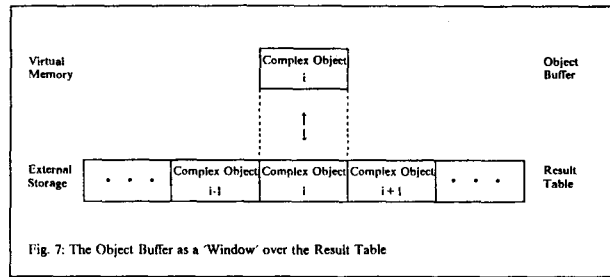 Virtual
Memory
Complex Object
i
Object
Buffer
External
Storage
. . .
Complex Object
i-1
Complex Object
i
Complex Object
i + 1
. . .
Result
Table
Fig. 7: The Object Buffer as a 'Window' over the Result Table